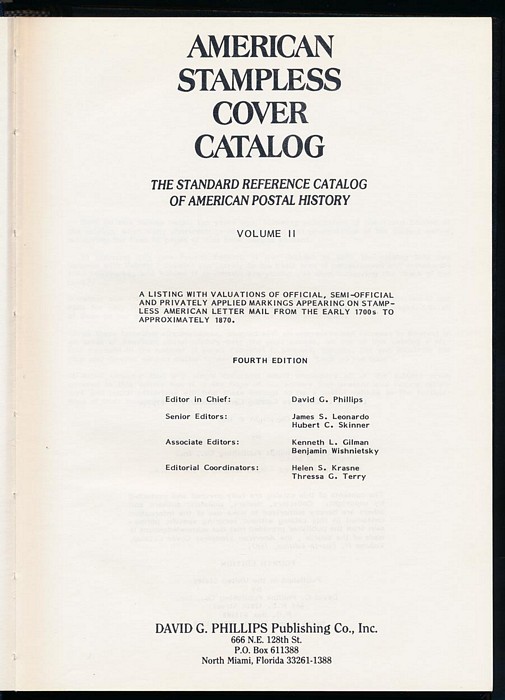 AMERICAN
STAMPLESS
COVER
CATALOG
THE STANDARD REFERENCE CATALOG
OF AMERICAN POSTAL HISTORY
VOLUME II
A LISTING WITH VALUATIONS OF OFFICIAL, SEMI-OFFICIAL
AND PRIVATELY APPLIED MARKINGS APPEARING ON STAMP-
LESS AMERICAN LETTER MAIL FROM THE EARLY 1700s TO
APPROXIMATELY 1870.
FOURTH EDITION
Editor in Chief: David G. Phillips
Senior Editors: James S. Leonardo
Hubert C. Skinner
Associate Editors: Kenneth L. Gilman
Benjamin Wishnietsky
Editorial Coordinators: Helen S. Krasne
Thressa G. Terry
DAVID G. PHILLIPS Publishing Co., Inc.
666 N.E. 128th St.
P.O. Box 611388
North Miami, Florida 33261-1388